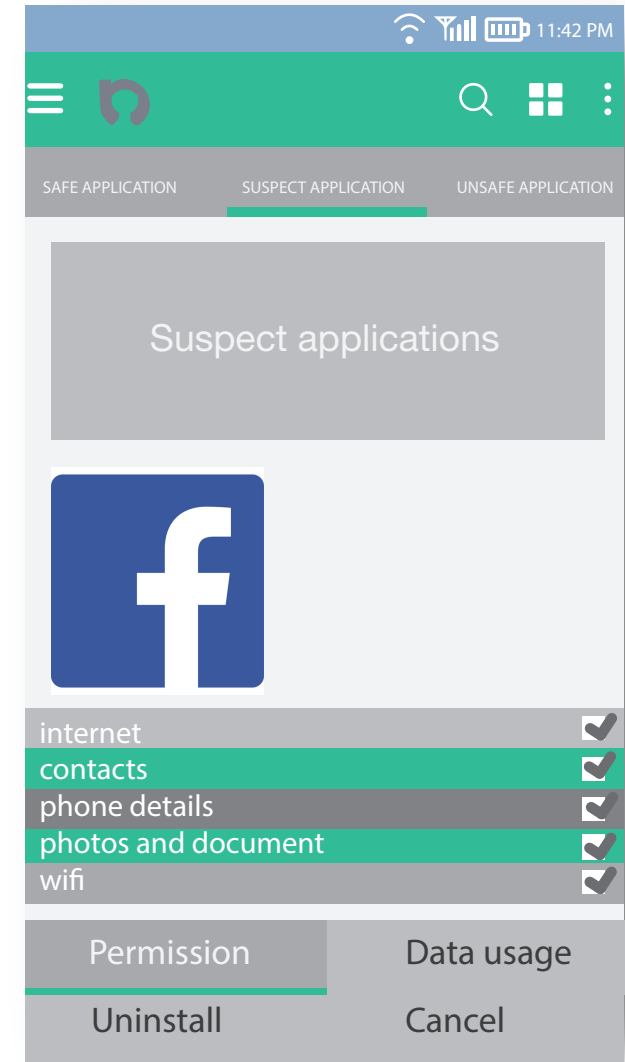 11:42 PM
SAFE APPLICATION SUSPECT APPLICATION UNSAFE APPLICATION
Suspect applications
internet
contacts
phone details
photos and document
wifi
Permission Data usage
Uninstall Cancel